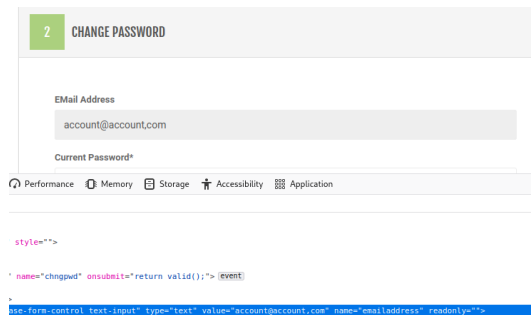 2 CHANGE PASSWORD
EMail Address
account@account,com
Current Password*
Performance Memory Storage Accessibility Application
style="">
" name="chngpwd" onsubmit="return valid();"> event
>
ase-form-control text-input" type="text" value="account@account,com" name="emailaddress" readonly="">